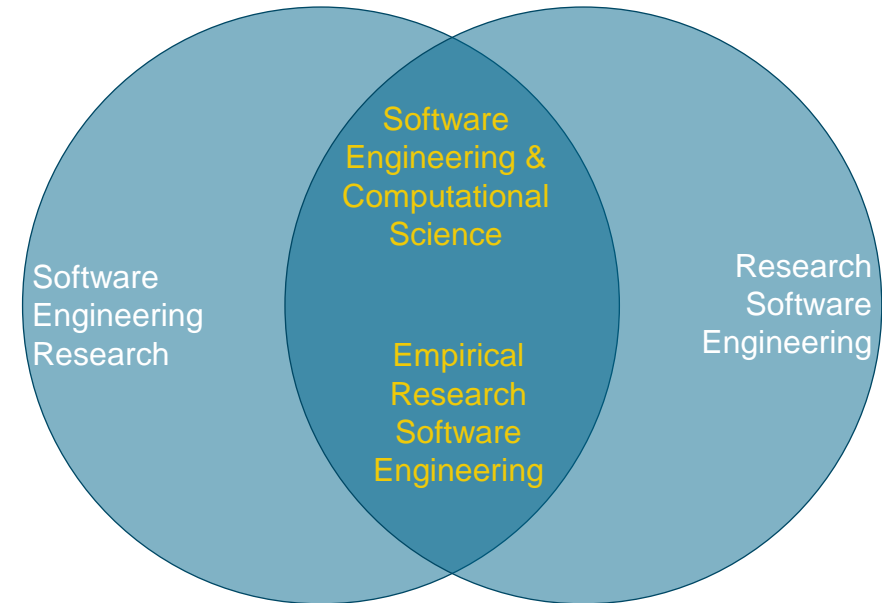 Software
Engineering
Research
Software
Engineering &
Computational
Science
Empirical
Research
Software
Engineering
Research
Software
Engineering